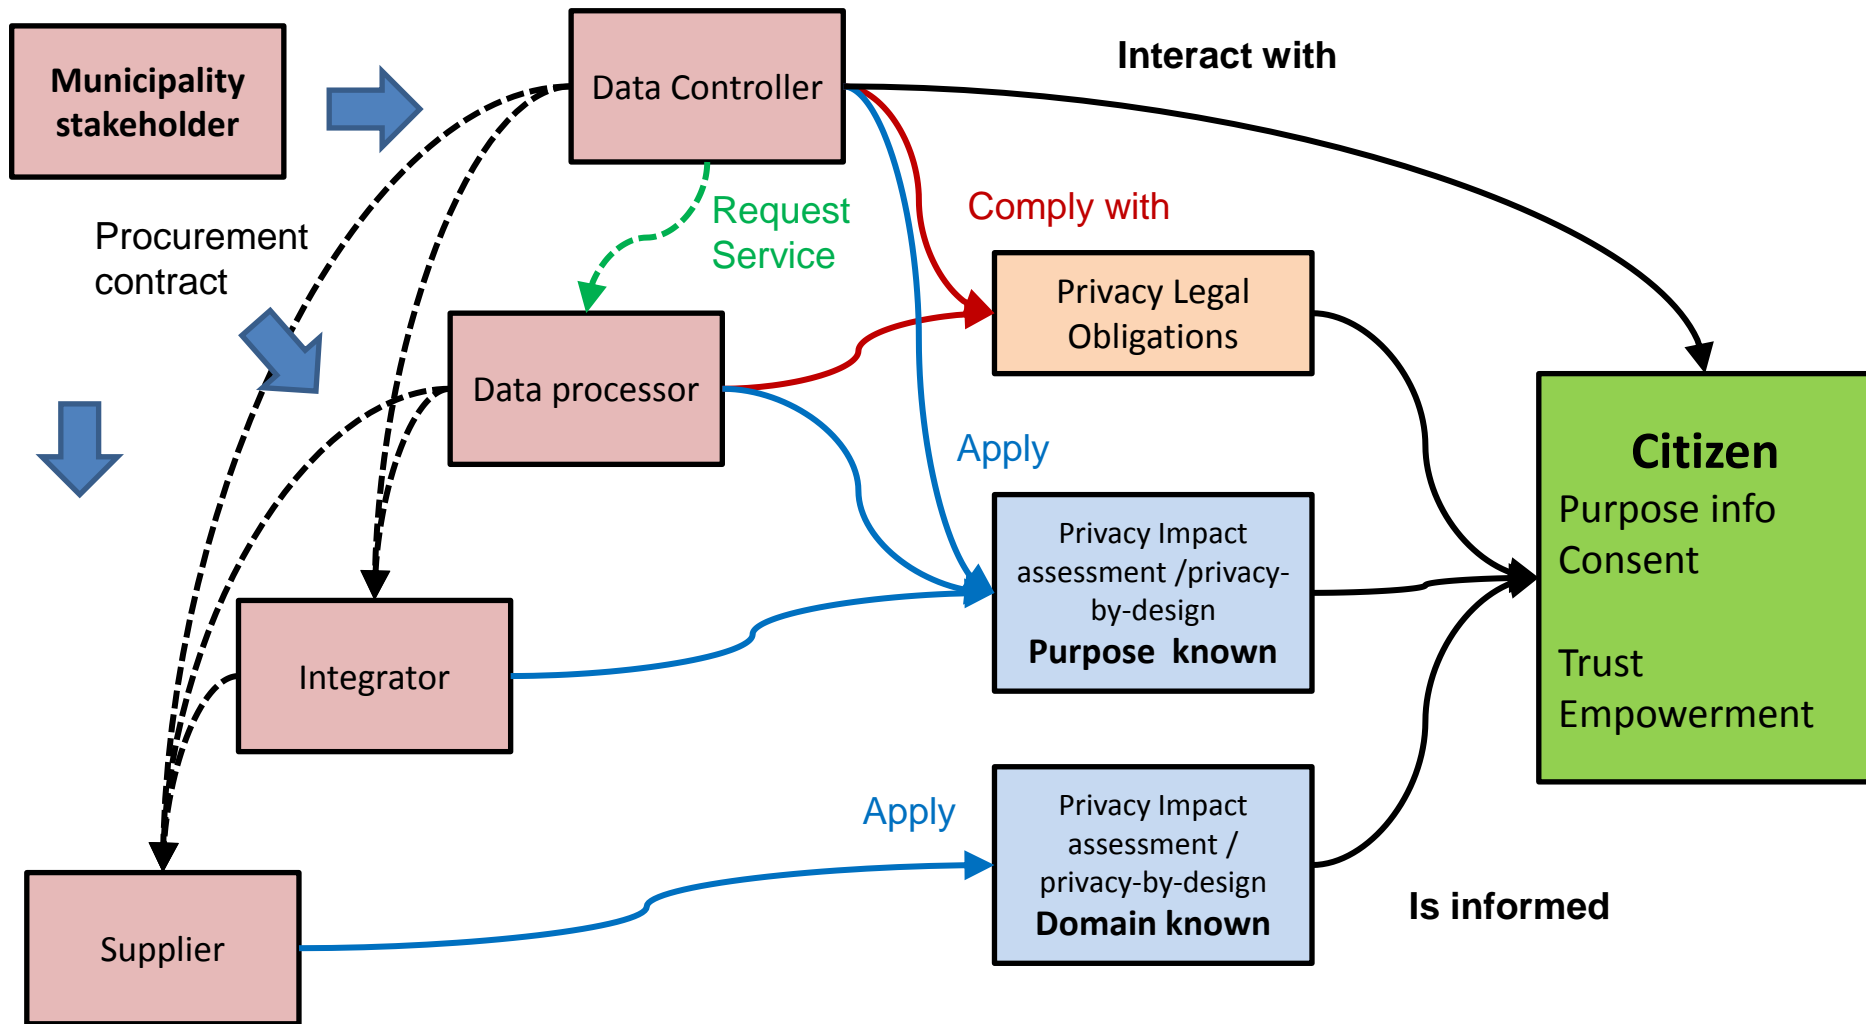 Municipality
stakeholder
Data Controller
Interact with
Procurement
contract
Request
Service
Comply with
Privacy Legal
Obligations
Data processor
Apply
Citizen
Purpose info
Consent
Trust
Empowerment
Privacy Impact
assessment /privacy-
by-design
Purpose known
Integrator
Apply
Privacy Impact
assessment /
privacy-by-design
Domain known
Is informed
Supplier